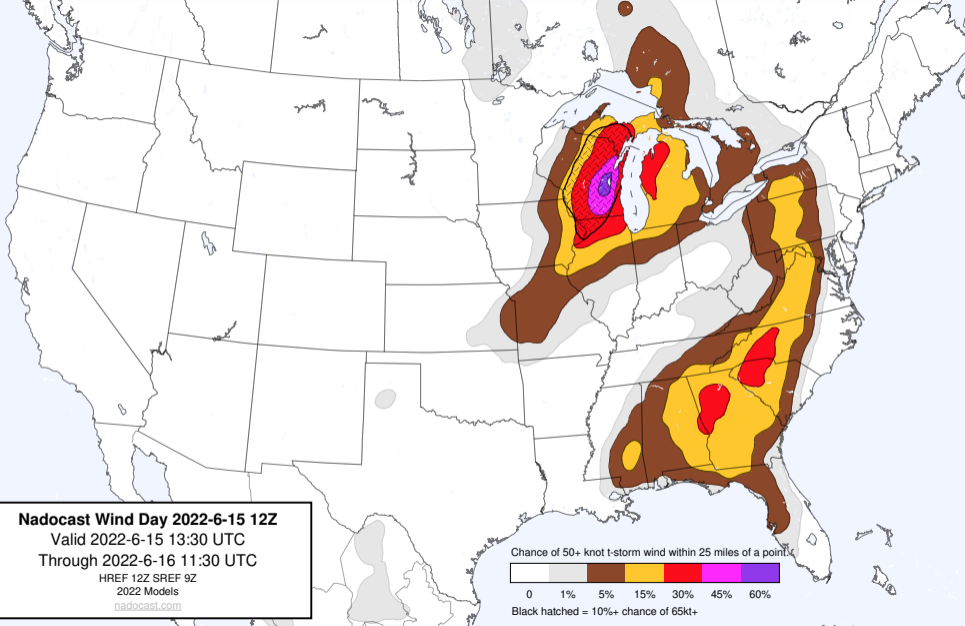 Nadocast Wind Day 2022-6-15 12Z
Valid 2022-6-15 13:30 UTC
Through 2022-6-16 11:30 UTC
HREF 12Z SREF 9Z
2022 Models
nadocast.com
Chance of 50+ knot t-storm wind within 25 miles of a point.
0 1% 5% 15% 30% 45% 60%
Black hatched = 10%+ chance of 65kt+